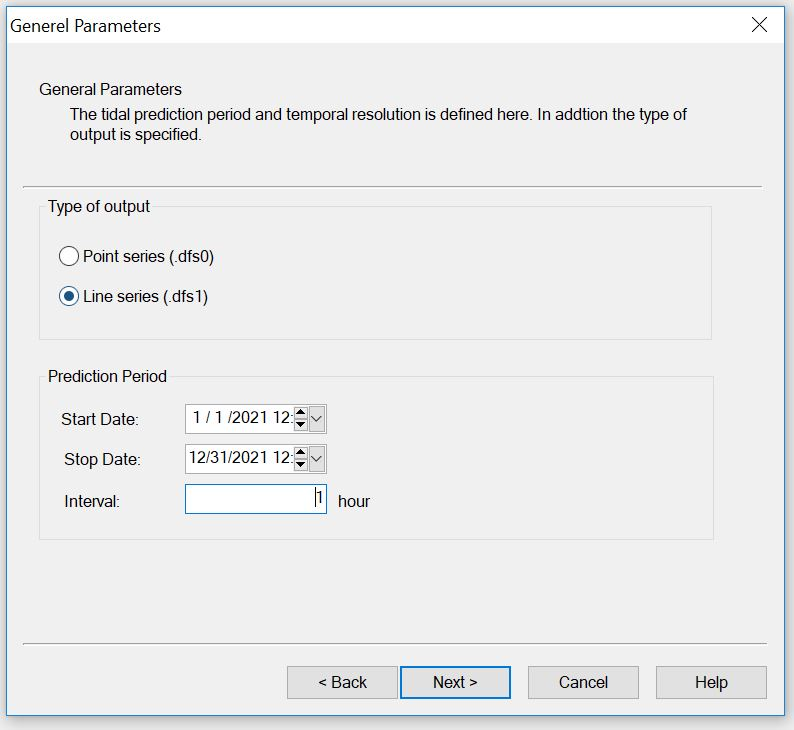 Generel Parameters
General Parameters
The tidal prediction period and temporal resolution is defined here. In addtion the type of
output is specified.
Type of output
Point series (.dfs0)
Line series (.dfs1)
Prediction Period
Start Date: 1 / 1 /2021 12:
Stop Date: 12/31/2021 12:
Interval: 1 hour
< Back Next > Cancel Help